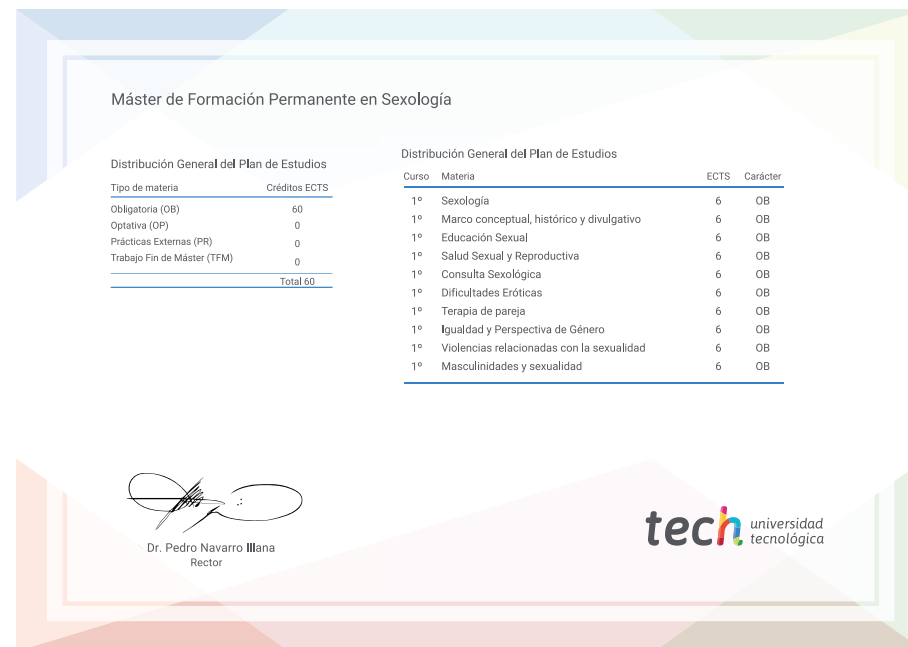 Máster de Formación Permanente en Sexología
Distribución General del Plan de Estudios
Tipo de materia Créditos ECTS
Obligatoria (OB) 60
Optativa (OP) 0
Prácticas Externas (PR) 0
Trabajo Fin de Máster (TFM) 0
Total 60
Distribución General del Plan de Estudios
Curso Materia ECTS Carácter
1º Sexología 6 OB
1º Marco conceptual, histórico y divulgativo 6 OB
1º Educación Sexual 6 OB
1º Salud Sexual y Reproductiva 6 OB
1º Consulta Sexológica 6 OB
1º Dificultades Eróticas 6 OB
1º Terapia de pareja 6 OB
1º Igualdad y Perspectiva de Género 6 OB
1º Violencias relacionadas con la sexualidad 6 OB
1º Masculinidades y sexualidad 6 OB
Dr. Pedro Navarro Illana
Rector
tech universidad
tecnológica